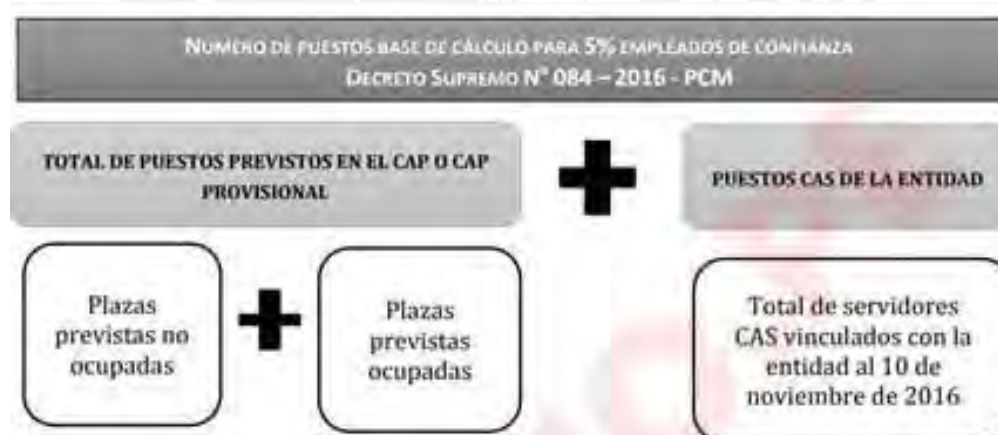 NÚMERO DE PUESTOS BASE DE CÁLCULO PARA 5% EMPLEADOS DE CONFIANZA
DECRETO SUPREMO N° 084 – 2016 - PCM
TOTAL DE PUESTOS PREVISTOS EN EL CAP O CAP
PROVISIONAL
PUESTOS CAS DE LA ENTIDAD
Plazas
previstas no
ocupadas
Plazas
previstas
ocupadas
Total de servidores
CAS vinculados con la
entidad al 10 de
noviembre de 2016